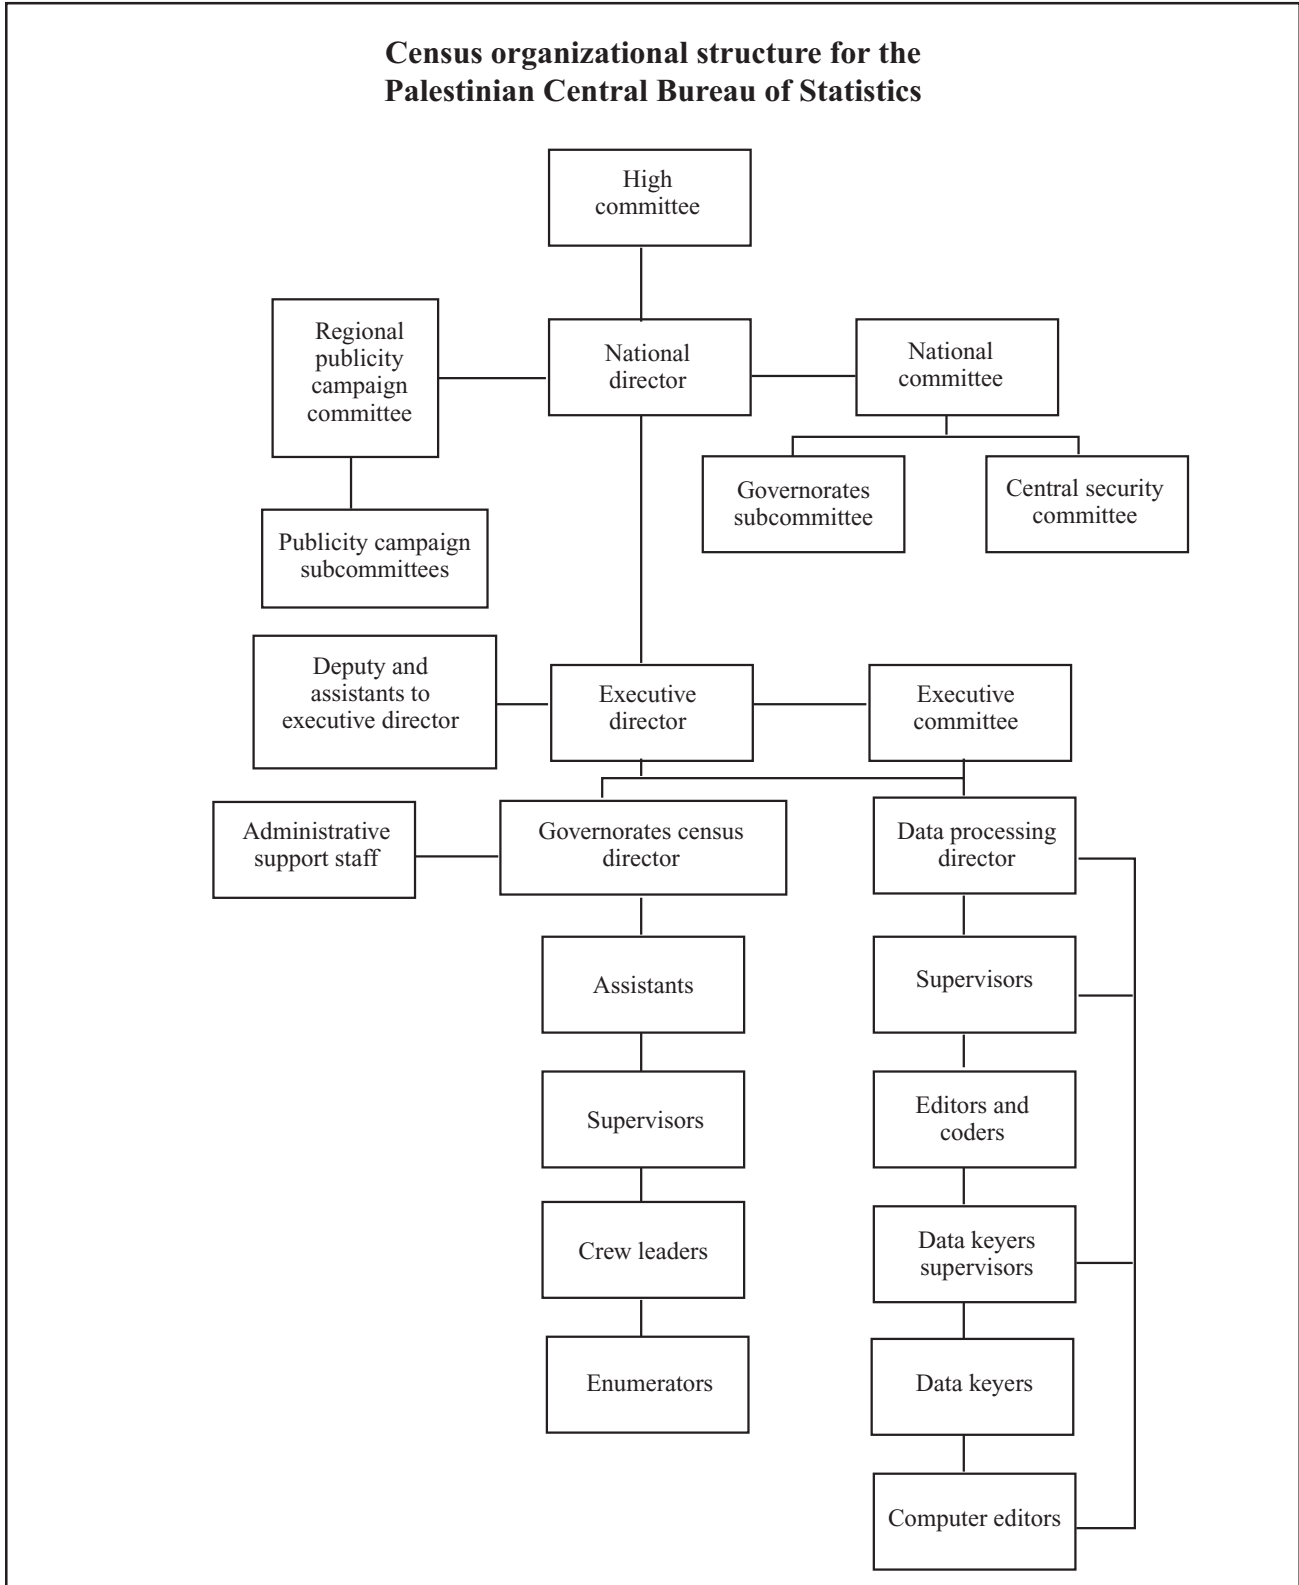 Census organizational structure for the
Palestinian Central Bureau of Statistics
High
committee
Regional
publicity
campaign
committee
National
director
National
committee
Governorates
subcommittee
Central security
committee
Publicity campaign
subcommittees
Deputy and
assistants to
executive director
Executive
director
Executive
committee
Administrative
support staff
Governorates census
director
Data processing
director
Assistants
Supervisors
Supervisors
Editors and
coders
Crew leaders
Data keyers
supervisors
Enumerators
Data keyers
Computer editors